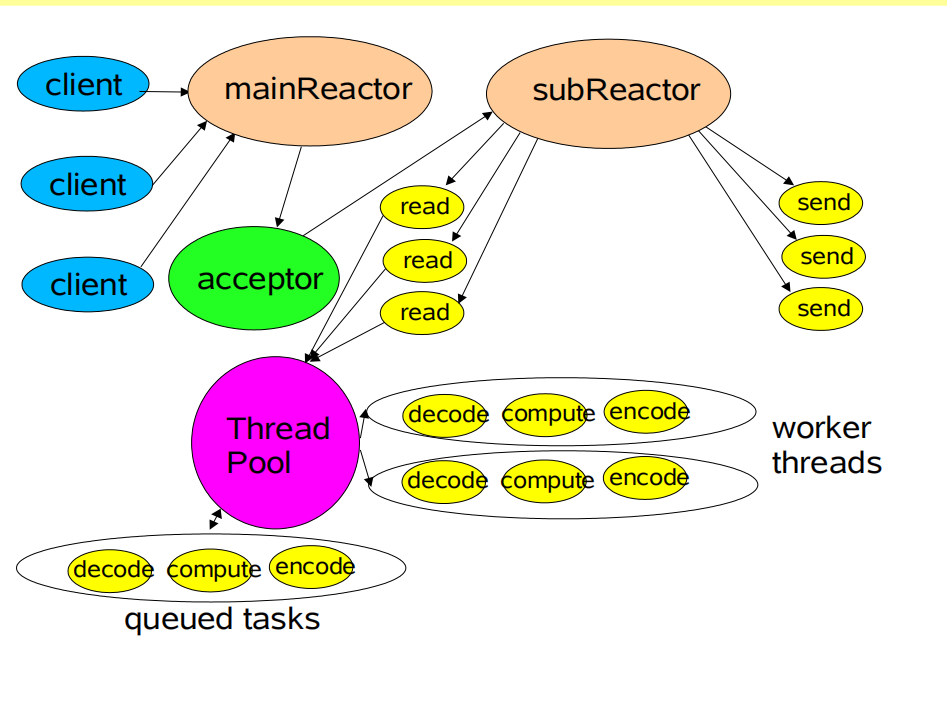 client
mainReactor
subReactor
client
client
acceptor
read
read
read
send
send
send
Thread
Pool
decode compute encode
decode compute encode
worker
threads
decode compute encode
queued tasks